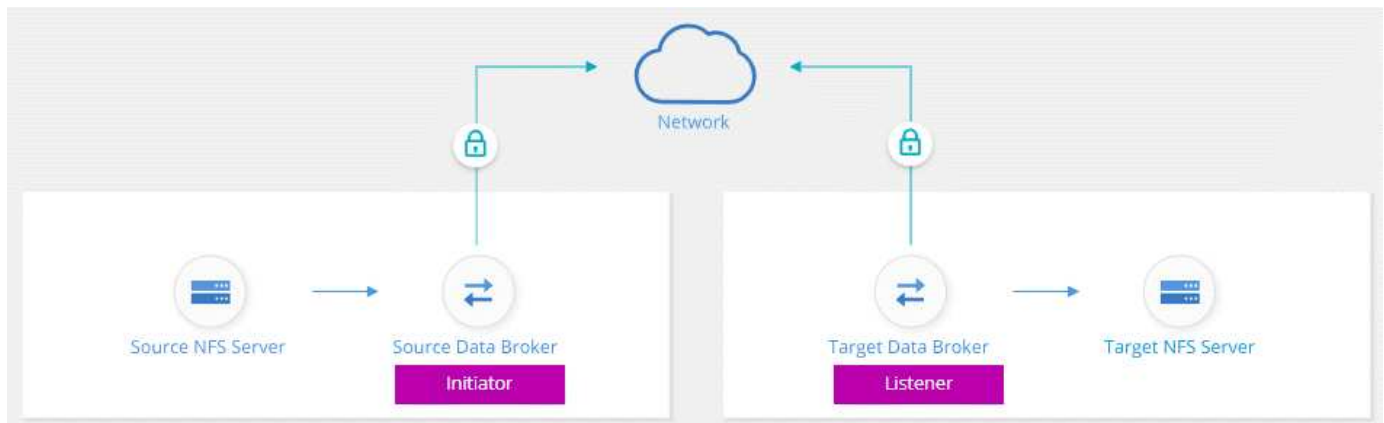 Network
Source NFS Server
Source Data Broker
Target Data Broker
Target NFS Server
Initiator
Listener